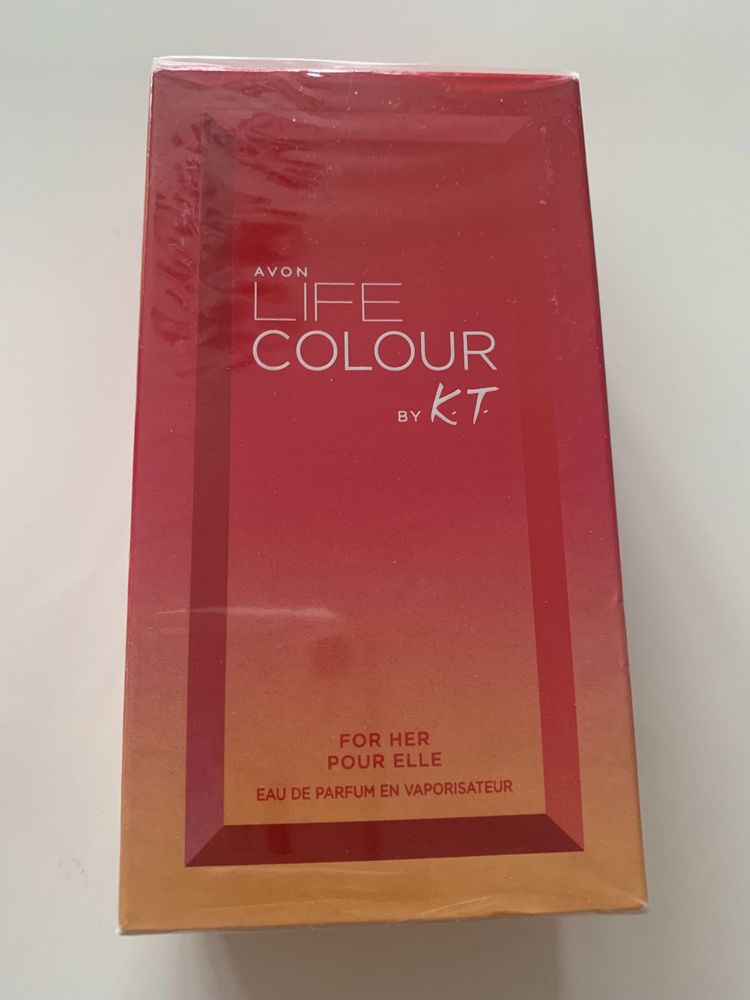 AVON
LIFE
COLOUR
BY K.T.
FOR HER
POUR ELLE
EAU DE PARFUM EN VAPORISATEUR